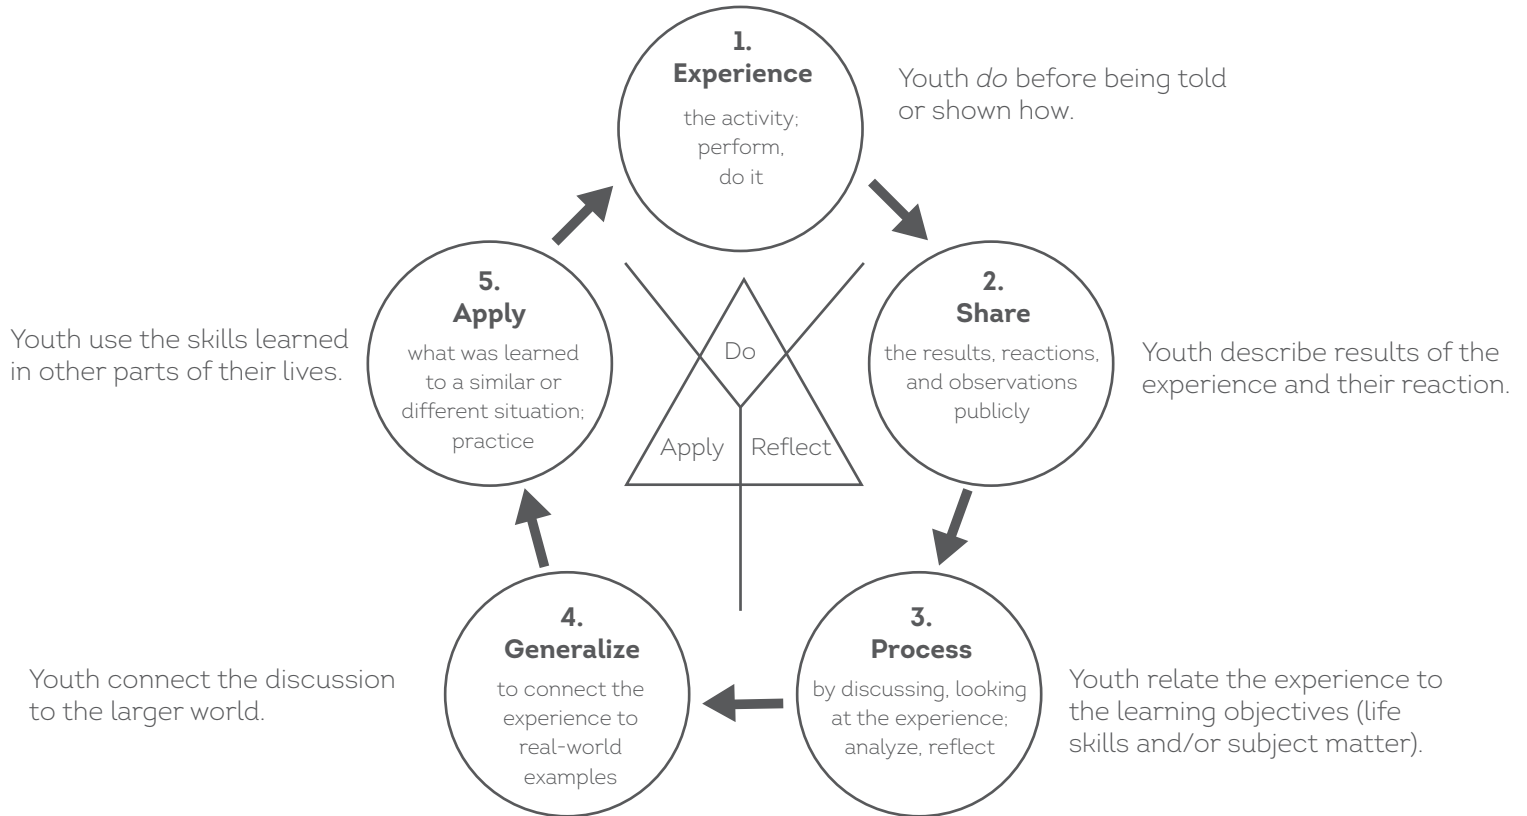 1.
Experience
the activity;
perform,
do it
Youth do before being told
or shown how.
2.
Share
the results, reactions,
and observations
publicly
Youth describe results of the
experience and their reaction.
3.
Process
by discussing, looking
at the experience;
analyze, reflect
Youth relate the experience to
the learning objectives (life
skills and/or subject matter).
4.
Generalize
to connect the
experience to
real-world
examples
Youth connect the discussion
to the larger world.
5.
Apply
what was learned
to a similar or
different situation;
practice
Youth use the skills learned
in other parts of their lives.
Do
Apply
Reflect